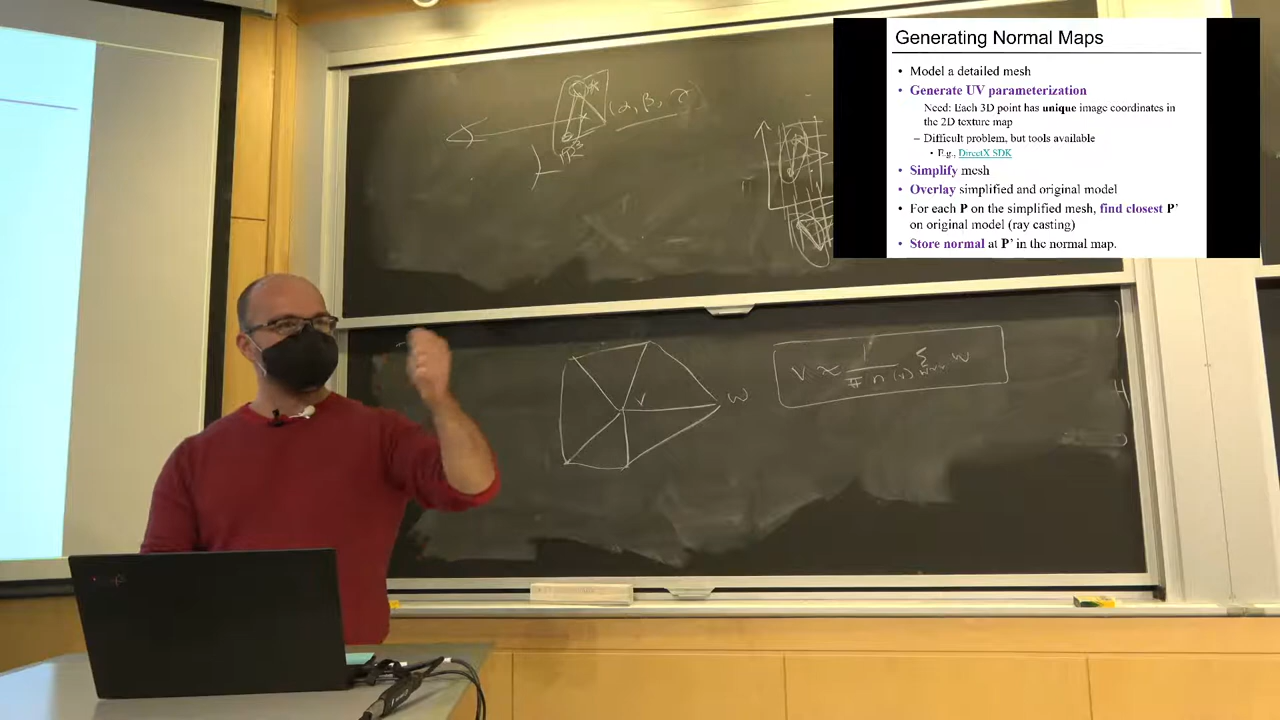 Generating Normal Maps
• Model a detailed mesh
• Generate UV parameterization
Need: Each 3D point has unique image coordinates in
the 2D texture map
– Difficult problem, but tools available
• E.g., DirectX SDK
• Simplify mesh
• Overlay simplified and original model
• For each P on the simplified mesh, find closest P'
on original model (ray casting)
• Store normal at P' in the normal map.
(α, β, γ)
v
w
v ≈ 1
# n(v) Σ w